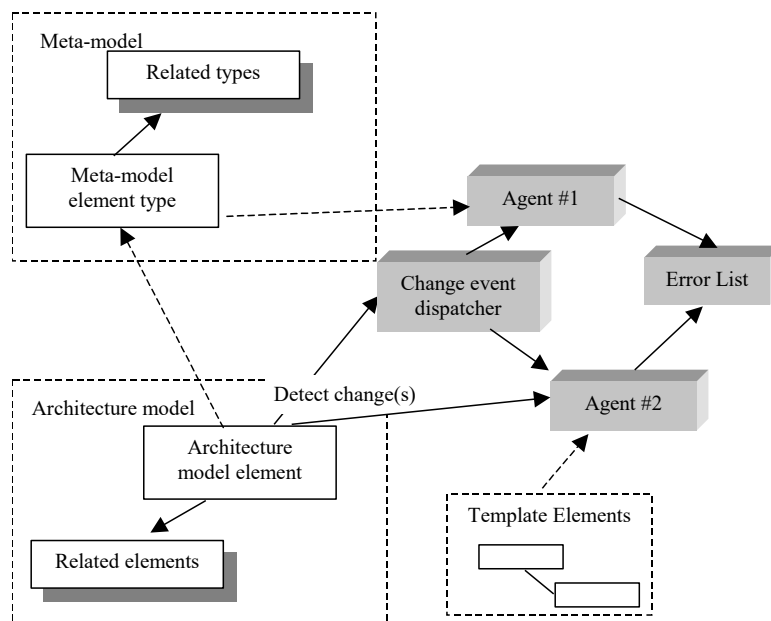 Meta-model
Related types
Meta-model
element type
Agent #1
Change event
dispatcher
Error List
Detect change(s)
Architecture model
Agent #2
Architecture
model element
Template Elements
Related elements